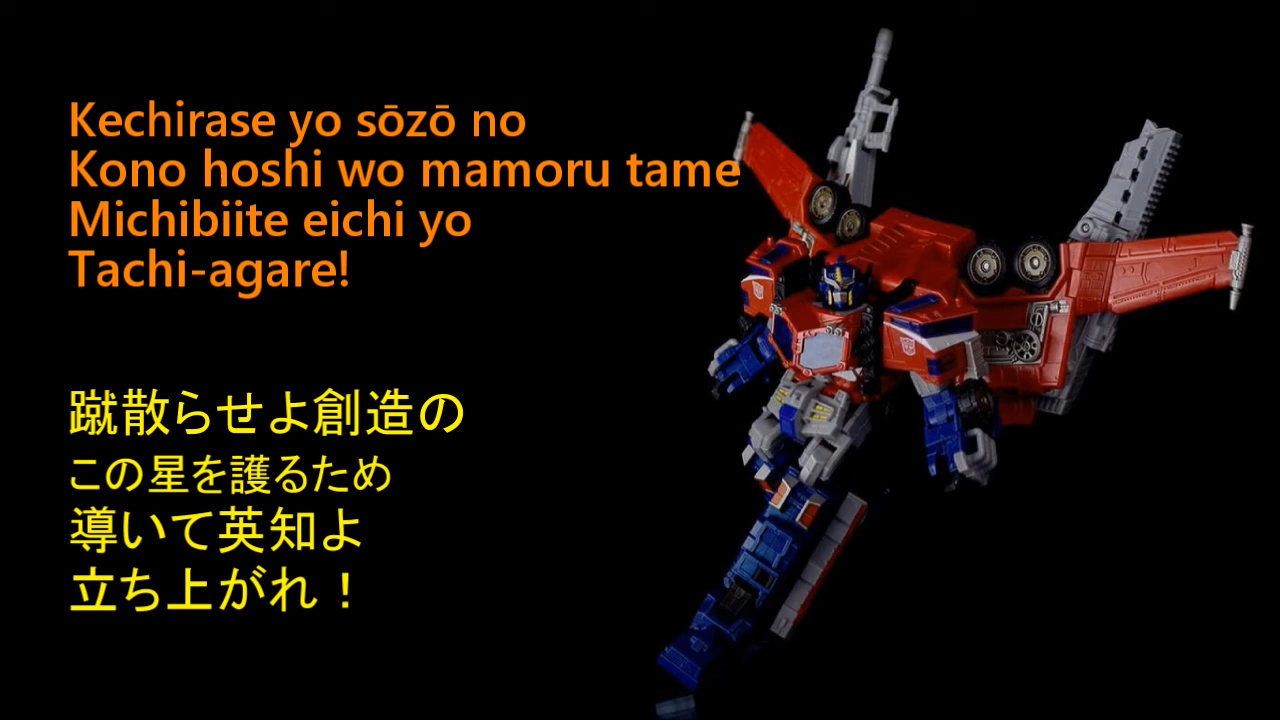 Kechirase yo sōzō no
Kono hoshi wo mamoru tame
Michibiite eichi yo
Tachi-agare!
蹴散らせよ創造の
この星を護るため
導いて英知よ
立ち上がれ！